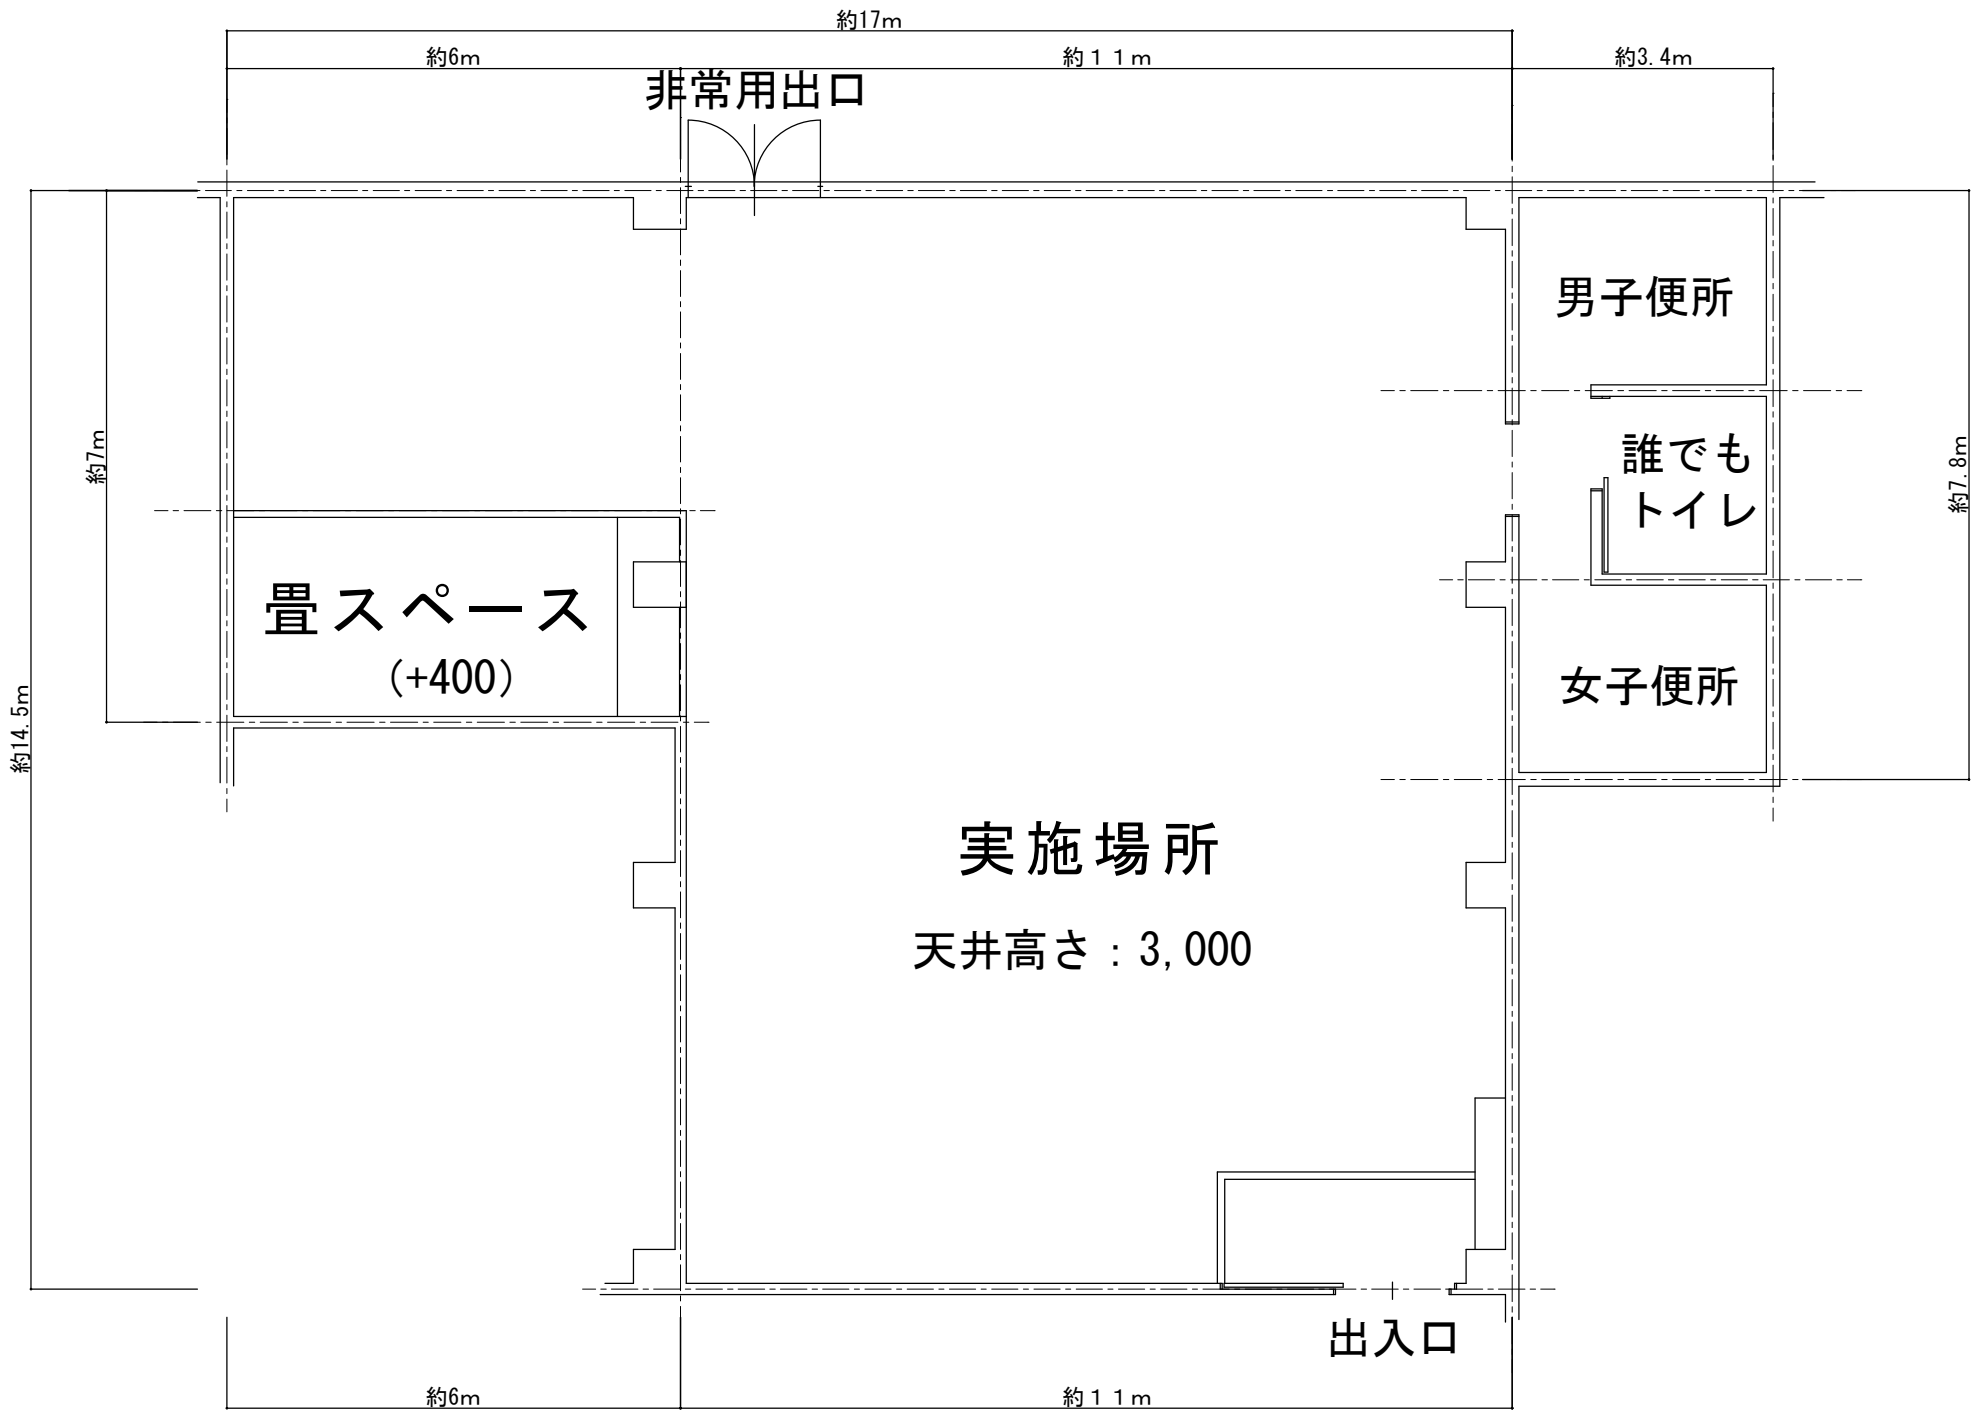 約17m
約6m
約１１m
約3.4m
非常用出口
男子便所
誰でも
トイレ
約7m
約7.8m
畳スペース
(+400)
女子便所
約14.5m
実施場所
天井高さ：3,000
出入口
約6m
約１１m